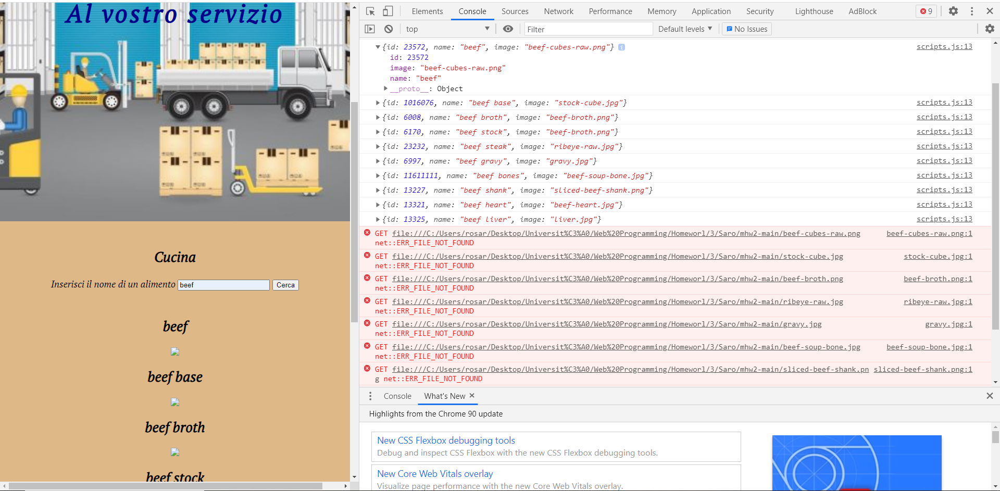 Al vostro servizio
Cucina
Inserisci il nome di un alimento beef Cerca
beef
beef base
beef broth
beef stock
Elements Console Sources Network Performance Memory Application Security Lighthouse AdBlock 9
top Filter Default levels No Issues
{id: 23572, name: "beef", image: "beef-cubes-raw.png"} i scripts.js:13
id: 23572
image: "beef-cubes-raw.png"
name: "beef"
__proto__: Object
{id: 1016076, name: "beef base", image: "stock-cube.jpg"} scripts.js:13
{id: 6008, name: "beef broth", image: "beef-broth.png"} scripts.js:13
{id: 6170, name: "beef stock", image: "beef-broth.png"} scripts.js:13
{id: 23232, name: "beef steak", image: "ribeye-raw.jpg"} scripts.js:13
{id: 6997, name: "beef gravy", image: "gravy.jpg"} scripts.js:13
{id: 11611111, name: "beef bones", image: "beef-soup-bone.jpg"} scripts.js:13
{id: 13227, name: "beef shank", image: "sliced-beef-shank.png"} scripts.js:13
{id: 13321, name: "beef heart", image: "beef-heart.jpg"} scripts.js:13
{id: 13325, name: "beef liver", image: "liver.jpg"} scripts.js:13
GET file:///C:/Users/rosar/Desktop/Universit%C3%A0/Web%20Programming/Homeworl/3/Saro/mhw2-main/beef-cubes-raw.png beef-cubes-raw.png:1
net::ERR_FILE_NOT_FOUND
GET file:///C:/Users/rosar/Desktop/Universit%C3%A0/Web%20Programming/Homeworl/3/Saro/mhw2-main/stock-cube.jpg stock-cube.jpg:1
net::ERR_FILE_NOT_FOUND
GET file:///C:/Users/rosar/Desktop/Universit%C3%A0/Web%20Programming/Homeworl/3/Saro/mhw2-main/beef-broth.png beef-broth.png:1
net::ERR_FILE_NOT_FOUND
GET file:///C:/Users/rosar/Desktop/Universit%C3%A0/Web%20Programming/Homeworl/3/Saro/mhw2-main/ribeye-raw.jpg ribeye-raw.jpg:1
net::ERR_FILE_NOT_FOUND
GET file:///C:/Users/rosar/Desktop/Universit%C3%A0/Web%20Programming/Homeworl/3/Saro/mhw2-main/gravy.jpg gravy.jpg:1
net::ERR_FILE_NOT_FOUND
GET file:///C:/Users/rosar/Desktop/Universit%C3%A0/Web%20Programming/Homeworl/3/Saro/mhw2-main/beef-soup-bone.jpg beef-soup-bone.jpg:1
net::ERR_FILE_NOT_FOUND
GET file:///C:/Users/rosar/Desktop/Universit%C3%A0/Web%20Programming/Homeworl/3/Saro/mhw2-main/sliced-beef-shank.pn sliced-beef-shank.png:1
g net::ERR_FILE_NOT_FOUND
Console What's New
Highlights from the Chrome 90 update
New CSS Flexbox debugging tools
Debug and inspect CSS Flexbox with the new CSS Flexbox debugging tools.
New Core Web Vitals overlay
Visualize page performance with the new Core Web Vitals overlay.